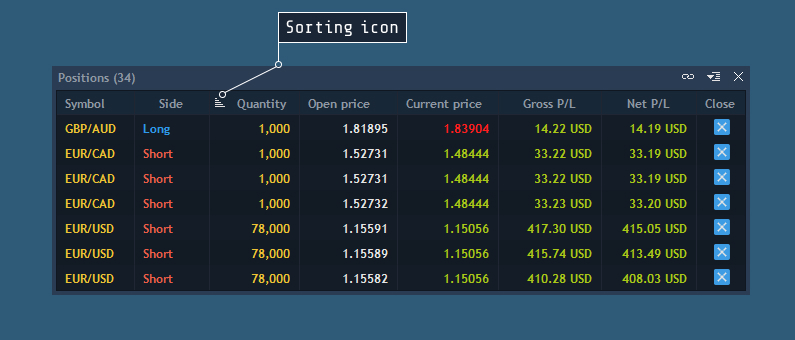 Sorting icon
Positions (34)
Symbol Side Quantity Open price Current price Gross P/L Net P/L Close
GBP/AUD Long 1,000 1.81895 1.83904 14.22 USD 14.19 USD
EUR/CAD Short 1,000 1.52731 1.48444 33.22 USD 33.19 USD
EUR/CAD Short 1,000 1.52731 1.48444 33.22 USD 33.19 USD
EUR/CAD Short 1,000 1.52732 1.48444 33.23 USD 33.20 USD
EUR/USD Short 78,000 1.15591 1.15056 417.30 USD 415.05 USD
EUR/USD Short 78,000 1.15589 1.15056 415.74 USD 413.49 USD
EUR/USD Short 78,000 1.15582 1.15056 410.28 USD 408.03 USD